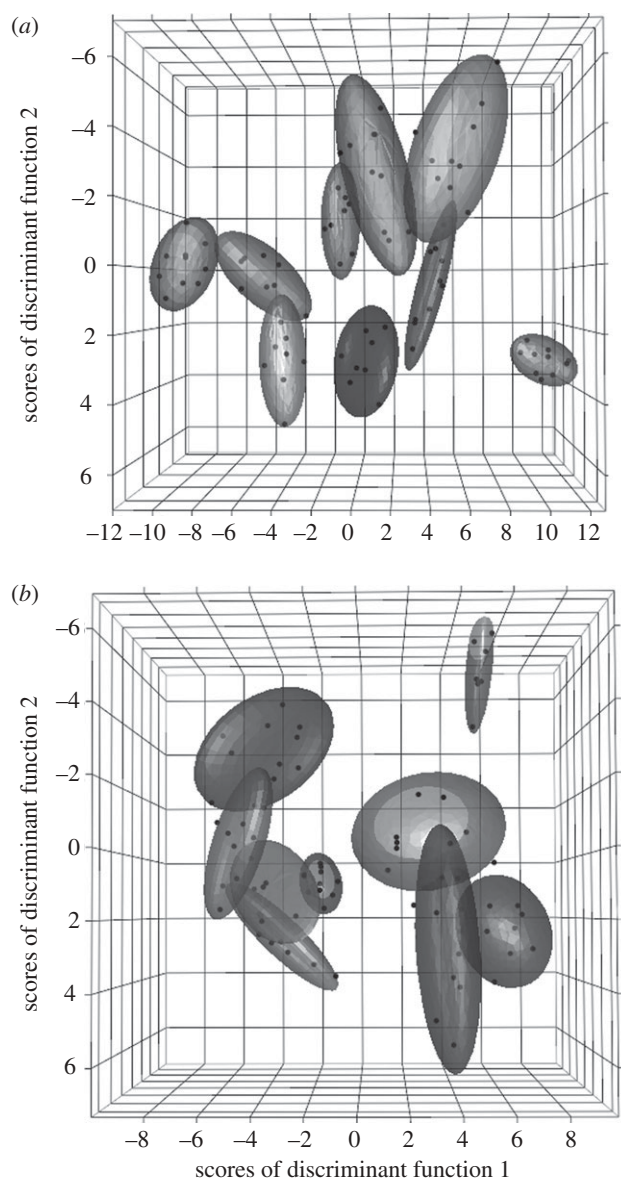 (a)
scores of discriminant function 2
–6
–4
–2
0
2
4
6
–12 –10 –8 –6 –4 –2 0 2 4 6 8 10 12
(b)
scores of discriminant function 2
–6
–4
–2
0
2
4
6
–8 –6 –4 –2 0 2 4 6 8
scores of discriminant function 1